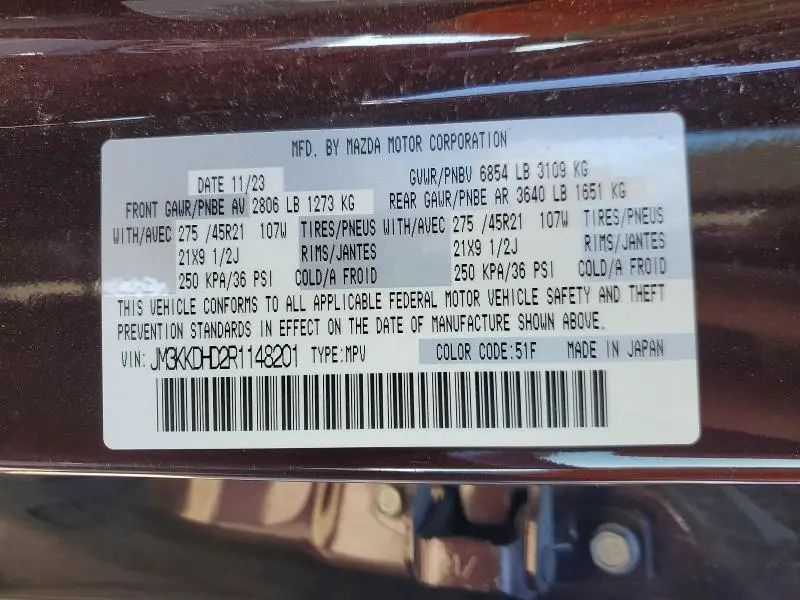 MFD. BY MAZDA MOTOR CORPORATION
DATE 11/23 GVWR/PNBV 6854 LB 3109 KG
FRONT GAWR/PNBE AV 2806 LB 1273 KG REAR GAWR/PNBE AR 3640 LB 1651 KG
WITH/AVEC 275 /45R21 107W TIRES/PNEUS WITH/AVEC 275 /45R21 107W TIRES/PNEUS
21X9 1/2J RIMS/JANTES 21X9 1/2J RIMS/JANTES
250 KPA/36 PSI COLD/A FROID 250 KPA/36 PSI COLD/A FROID
THIS VEHICLE CONFORMS TO ALL APPLICABLE FEDERAL MOTOR VEHICLE SAFETY AND THEFT
PREVENTION STANDARDS IN EFFECT ON THE DATE OF MANUFACTURE SHOWN ABOVE.
VIN: JM3KKDHD2R1148201 TYPE:MPV COLOR CODE:51F MADE IN JAPAN